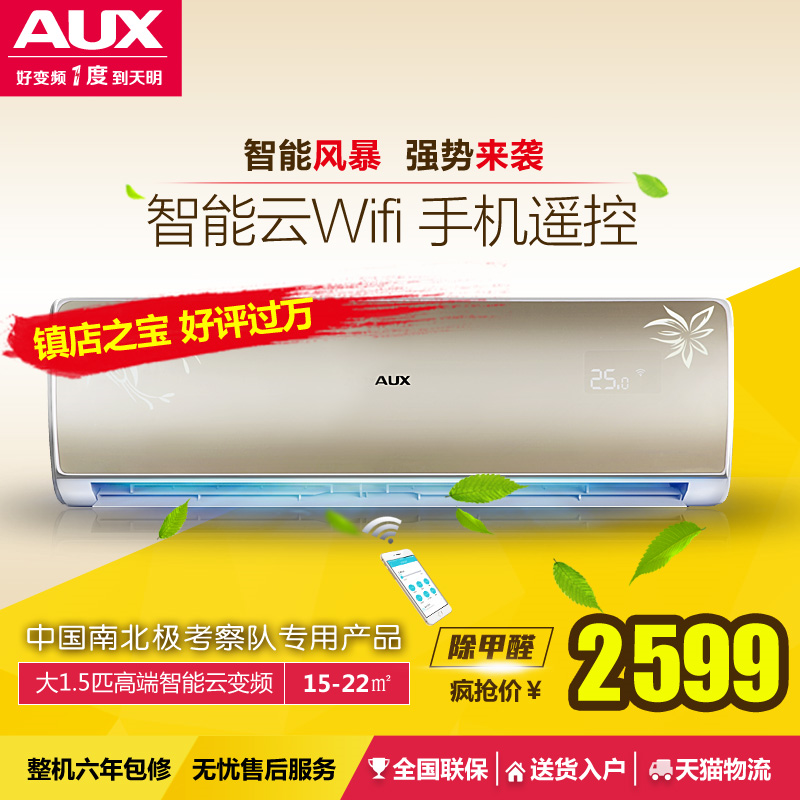 AUX
好变频1度到天明
智能风暴 强势来袭
智能云Wifi 手机遥控
镇店之宝 好评过万
AUX
25.0
中国南北极考察队专用产品
大1.5匹高端智能云变频 15-22㎡
除甲醛
疯抢价¥
2599
整机六年包修 无忧售后服务 全国联保 送货入户 天猫物流